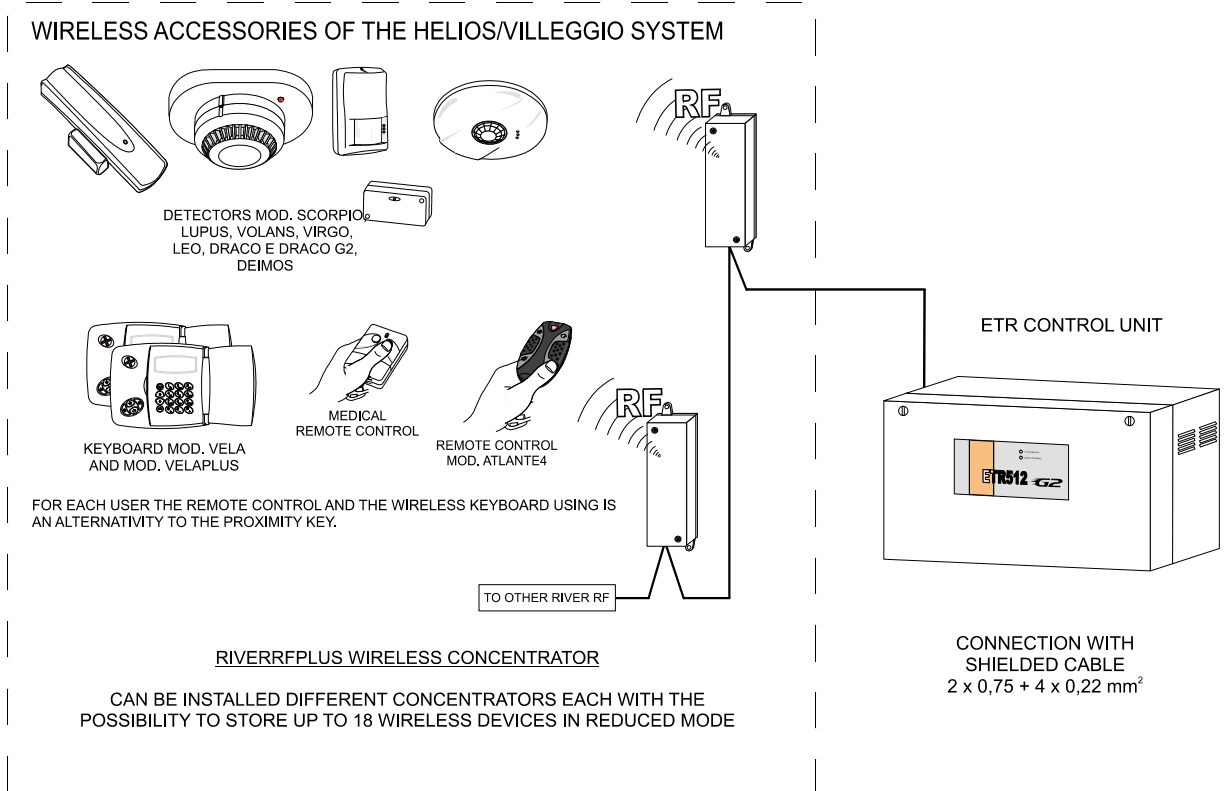 WIRELESS ACCESSORIES OF THE HELIOS/VILLEGGIO SYSTEM
RF
DETECTORS MOD. SCORPIO,
LUPUS, VOLANS, VIRGO,
LEO, DRACO E DRACO G2,
DEIMOS
ETR CONTROL UNIT
RF
KEYBOARD MOD. VELA
AND MOD. VELAPLUS
MEDICAL
REMOTE CONTROL
REMOTE CONTROL
MOD. ATLANTE4
ETR512 G2
FOR EACH USER THE REMOTE CONTROL AND THE WIRELESS KEYBOARD USING IS
AN ALTERNATIVITY TO THE PROXIMITY KEY.
TO OTHER RIVER RF
RIVERRFPLUS WIRELESS CONCENTRATOR
CAN BE INSTALLED DIFFERENT CONCENTRATORS EACH WITH THE
POSSIBILITY TO STORE UP TO 18 WIRELESS DEVICES IN REDUCED MODE
CONNECTION WITH
SHIELDED CABLE
2 x 0,75 + 4 x 0,22 mm²